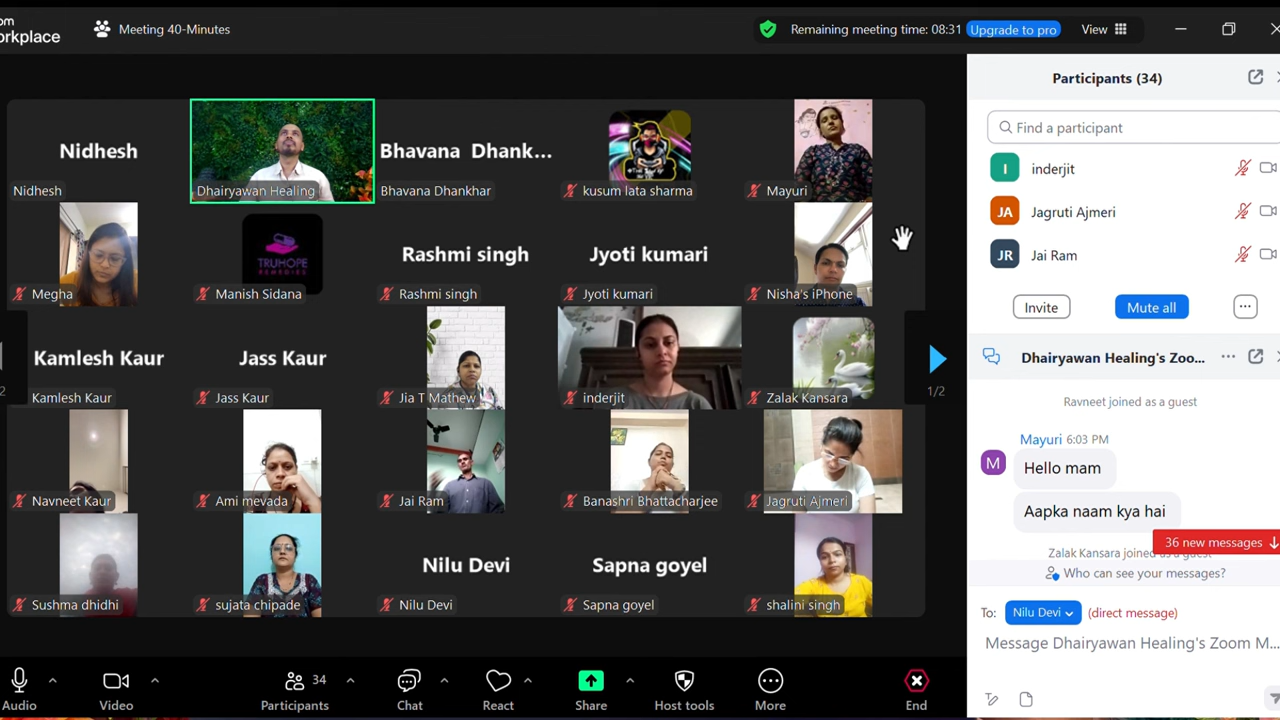 om
orkplace
Meeting 40-Minutes
Remaining meeting time: 08:31
Upgrade to pro
View
Nidhesh
Nidhesh
Dhairyawan Healing
Bhavana Dhank...
Bhavana Dhankhar
kusum lata sharma
Mayuri
Megha
TRUHOPE
REMEDIES
Manish Sidana
Rashmi singh
Rashmi singh
Jyoti kumari
Jyoti kumari
Nisha's iPhone
Kamlesh Kaur
Kamlesh Kaur
Jass Kaur
Jass Kaur
Jia T Mathew
inderjit
Zalak Kansara
2
1/2
Navneet Kaur
Ami mevada
Jai Ram
Banashri Bhattacharjee
Jagruti Ajmeri
Sushma dhidhi
sujata chipade
Nilu Devi
Nilu Devi
Sapna goyel
Sapna goyel
shalini singh
Participants (34)
Find a participant
I
inderjit
JA
Jagruti Ajmeri
JR
Jai Ram
Invite
Mute all
Dhairyawan Healing's Zoo...
Ravneet joined as a guest
Mayuri 6:03 PM
M
Hello mam
Aapka naam kya hai
36 new messages
Zalak Kansara joined as a guest
Who can see your messages?
To: Nilu Devi (direct message)
Message Dhairyawan Healing's Zoom M...
Audio
Video
34
Participants
Chat
React
Share
Host tools
More
End